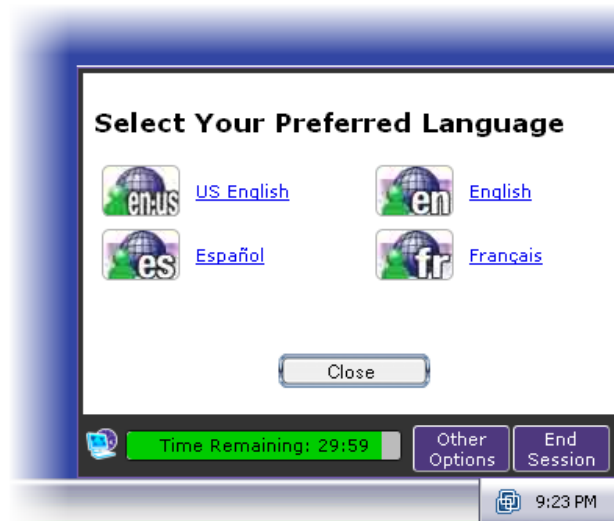 Select Your Preferred Language
en-us US English
en English
es Español
fr Français
Close
Time Remaining: 29:59
Other Options
End Session
9:23 PM